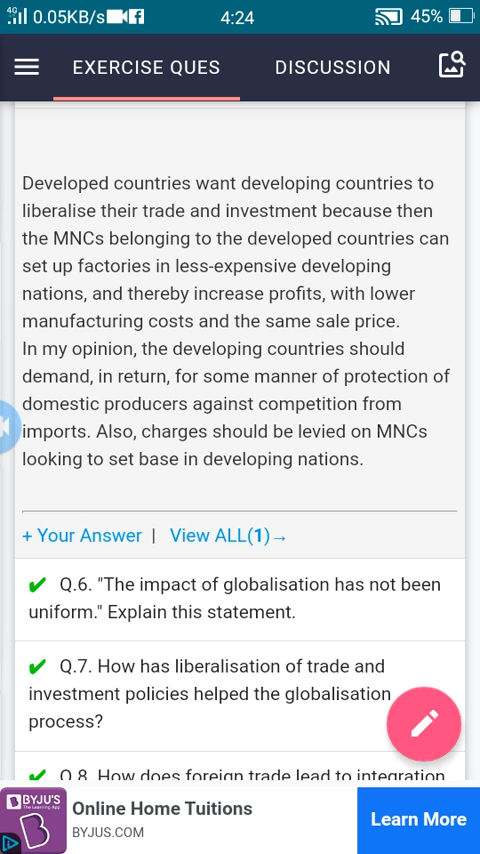 4G 0.05KB/s 4:24 45%
EXERCISE QUES DISCUSSION
Developed countries want developing countries to
liberalise their trade and investment because then
the MNCs belonging to the developed countries can
set up factories in less-expensive developing
nations, and thereby increase profits, with lower
manufacturing costs and the same sale price.
In my opinion, the developing countries should
demand, in return, for some manner of protection of
domestic producers against competition from
imports. Also, charges should be levied on MNCs
looking to set base in developing nations.
+ Your Answer | View ALL(1)→
✔ Q.6. "The impact of globalisation has not been
uniform." Explain this statement.
✔ Q.7. How has liberalisation of trade and
investment policies helped the globalisation
process?
✔ Q.8. How does foreign trade lead to integration
BYJU'S
The Learning App
Online Home Tuitions
BYJUS.COM
Learn More